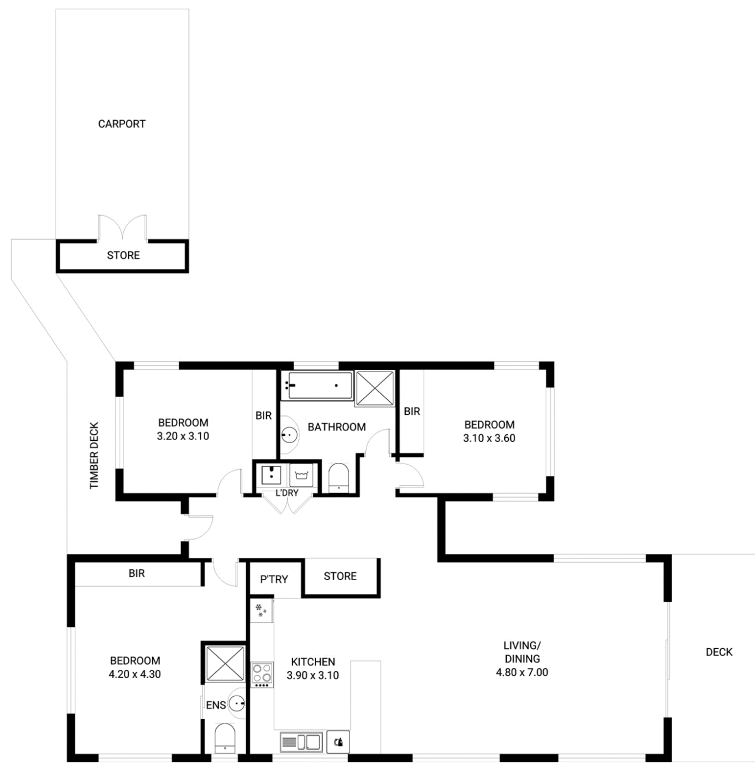 CARPORT
STORE
BEDROOM
3.20 x 3.10
BIR
BATHROOM
BIR
BEDROOM
3.10 x 3.60
TIMBER DECK
L'DRY
BIR
P'TRY
STORE
BEDROOM
4.20 x 4.30
ENS
KITCHEN
3.90 x 3.10
LIVING/
DINING
4.80 x 7.00
DECK